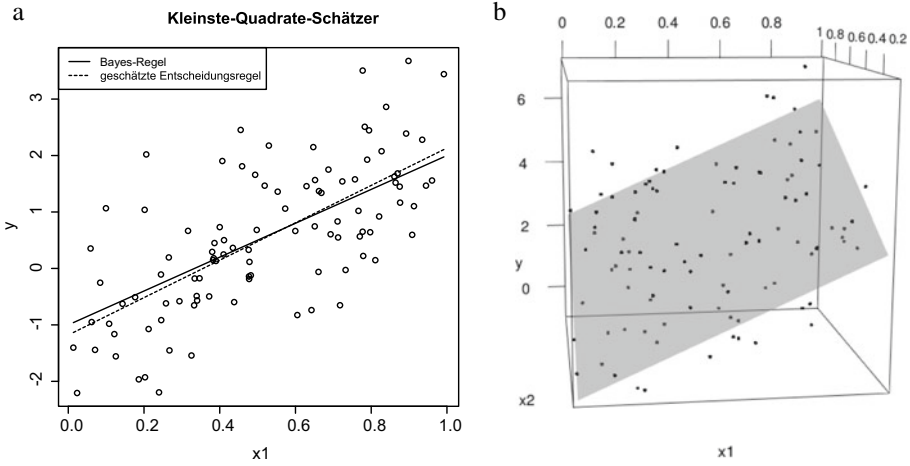 a
Kleinste-Quadrate-Schätzer
Bayes-Regel
geschätzte Entscheidungsregel
y
3
2
1
0
-1
-2
0.0 0.2 0.4 0.6 0.8 1.0
x1
b
0 0.2 0.4 0.6 0.8 1 0.8 0.6 0.4 0.2
6
4
2
y
0
x2
x1